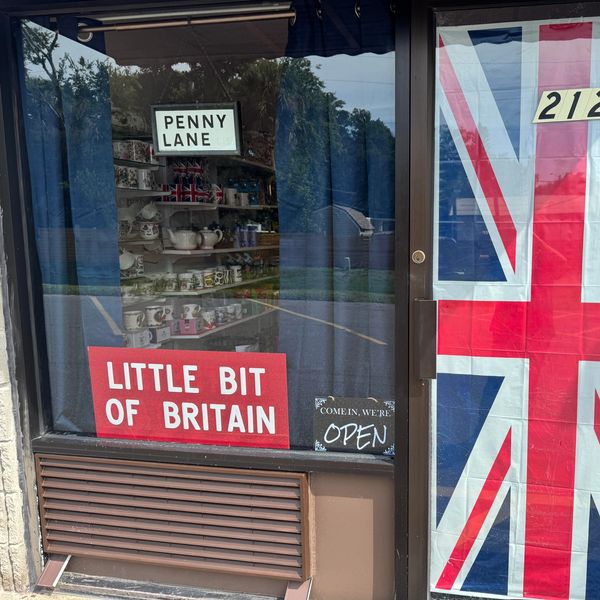 PENNY
LANE
212
LITTLE BIT
OF BRITAIN
COME IN, WE'RE
OPEN